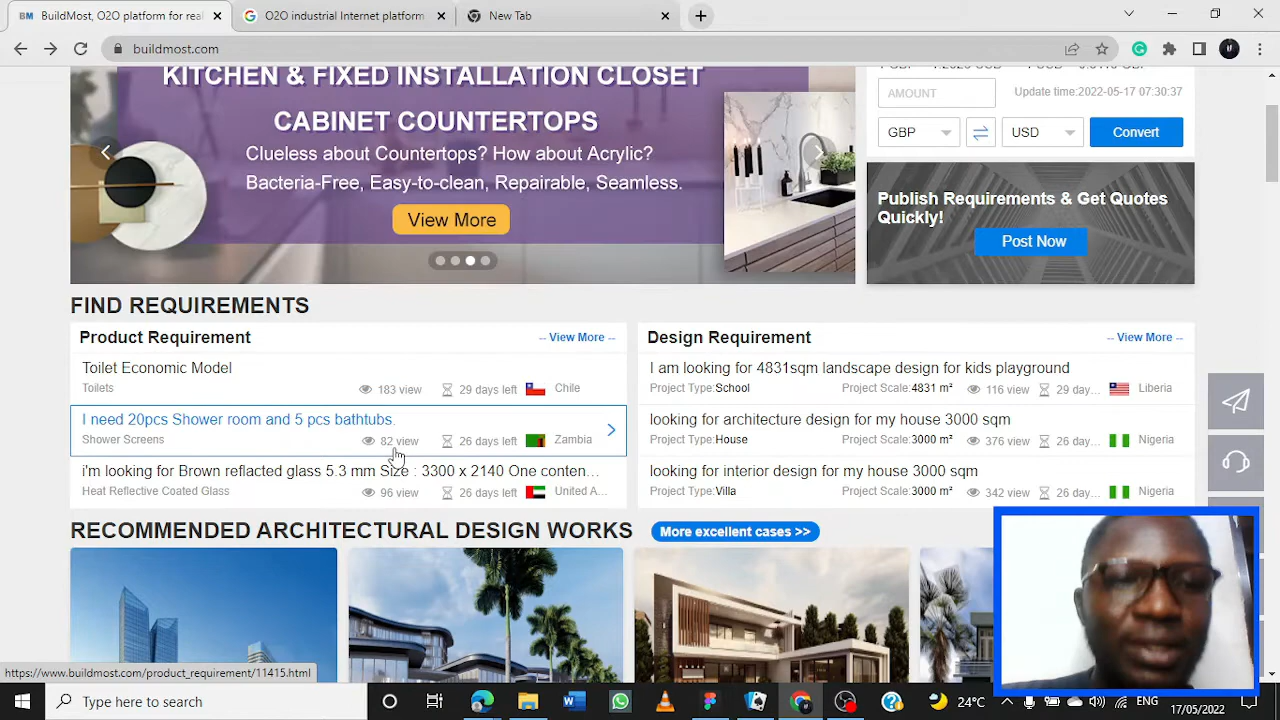 BM BuildMost, O2O platform for real
O2O industrial Internet platform
New Tab
buildmost.com
KITCHEN & FIXED INSTALLATION CLOSET
CABINET COUNTERTOPS
Clueless about Countertops? How about Acrylic?
Bacteria-Free, Easy-to-clean, Repairable, Seamless.
View More
AMOUNT
Update time:2022-05-17 07:30:37
GBP
USD
Convert
Publish Requirements & Get Quotes
Quickly!
Post Now
FIND REQUIREMENTS
Product Requirement
-- View More --
Toilet Economic Model
Toilets
183 view
29 days left
Chile
I need 20pcs Shower room and 5 pcs bathtubs.
Shower Screens
82 view
26 days left
Zambia
i'm looking for Brown reflacted glass 5.3 mm Size : 3300 x 2140 One conten...
Heat Reflective Coated Glass
96 view
26 days left
United A...
Design Requirement
-- View More --
I am looking for 4831sqm landscape design for kids playground
Project Type:School
Project Scale:4831 m²
116 view
29 day...
Liberia
looking for architecture design for my house 3000 sqm
Project Type:House
Project Scale:3000 m²
376 view
26 day...
Nigeria
looking for interior design for my house 3000 sqm
Project Type:Villa
Project Scale:3000 m²
342 view
26 day...
Nigeria
RECOMMENDED ARCHITECTURAL DESIGN WORKS
More excellent cases >>
https://www.buildmost.com/product_requirement/11415.html
Type here to search
24°C
ENG
17/05/2022